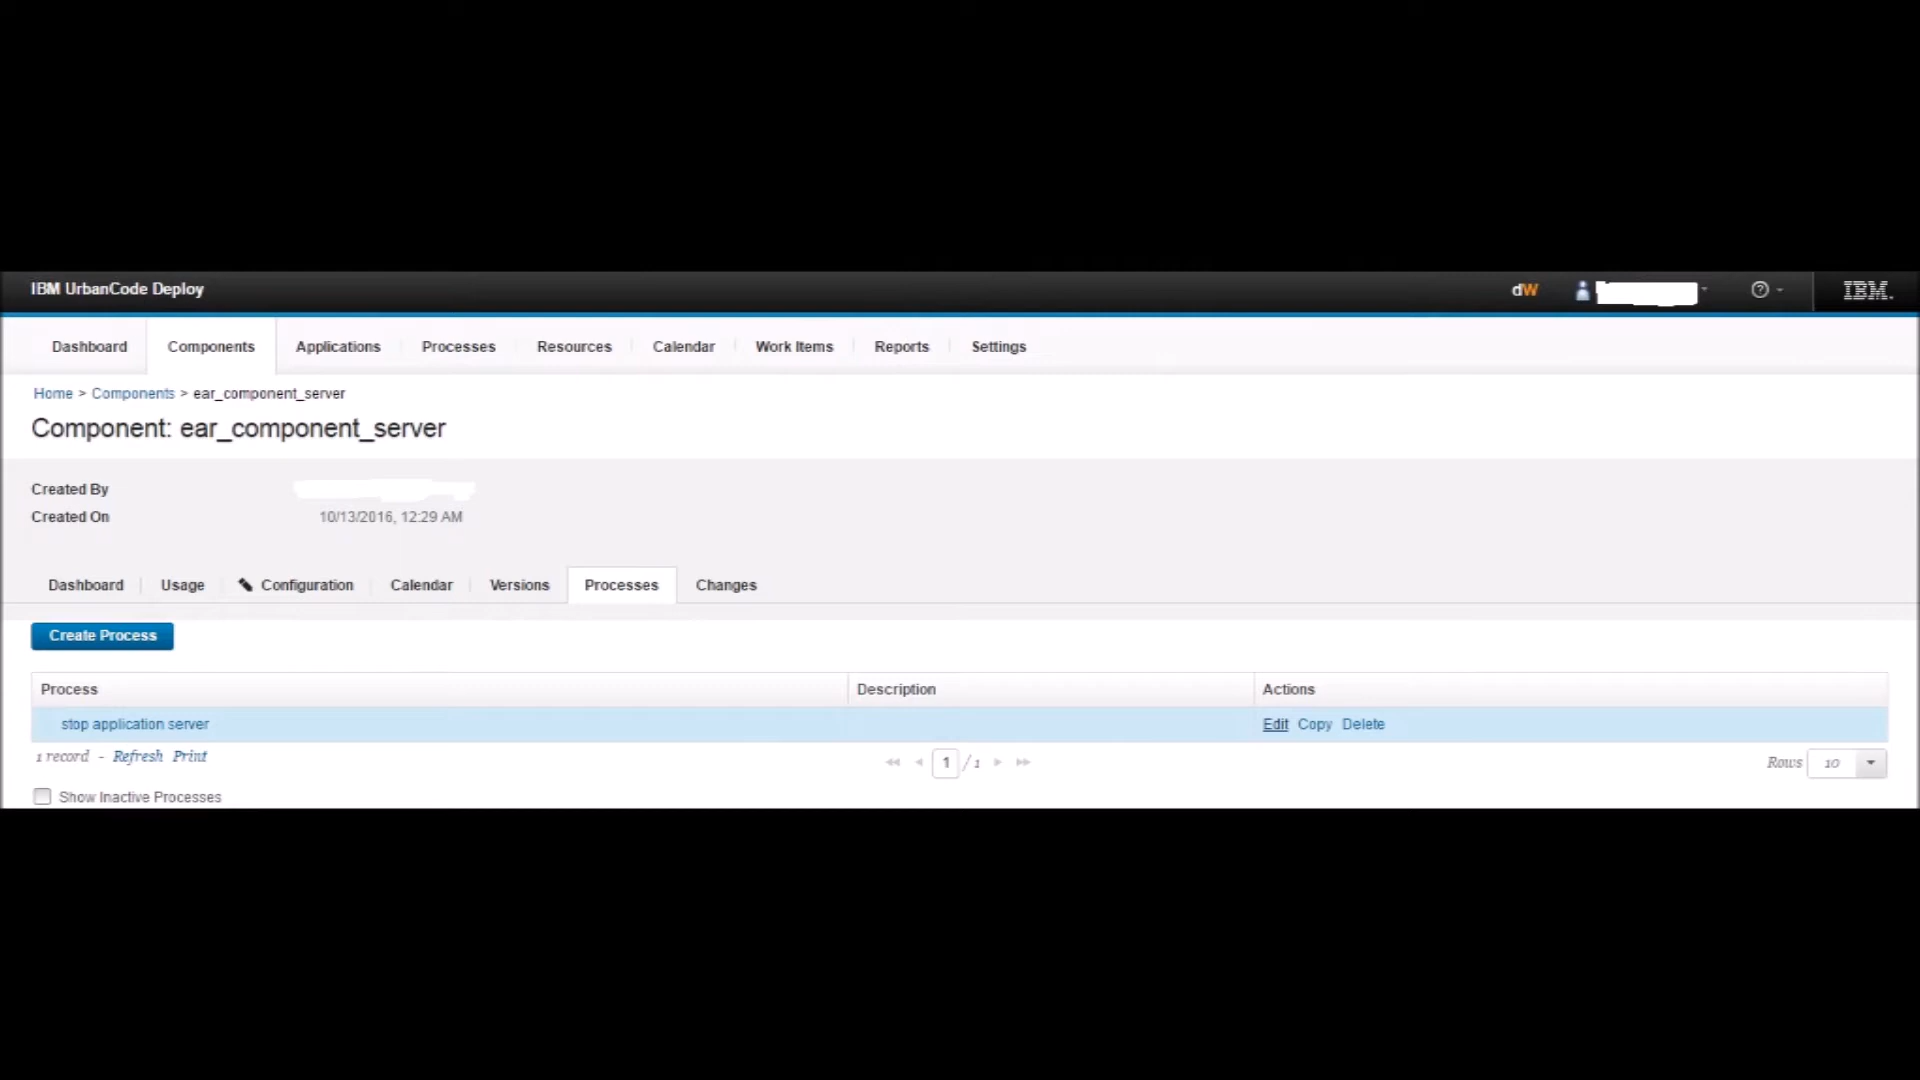 IBM UrbanCode Deploy dW IBM.
Dashboard Components Applications Processes Resources Calendar Work Items Reports Settings
Home > Components > ear_component_server
Component: ear_component_server
Created By
Created On 10/13/2016, 12:29 AM
Dashboard Usage Configuration Calendar Versions Processes Changes
Create Process
Process Description Actions
stop application server Edit Copy Delete
1 record - Refresh Print 1 / 1 Rows 10
Show Inactive Processes